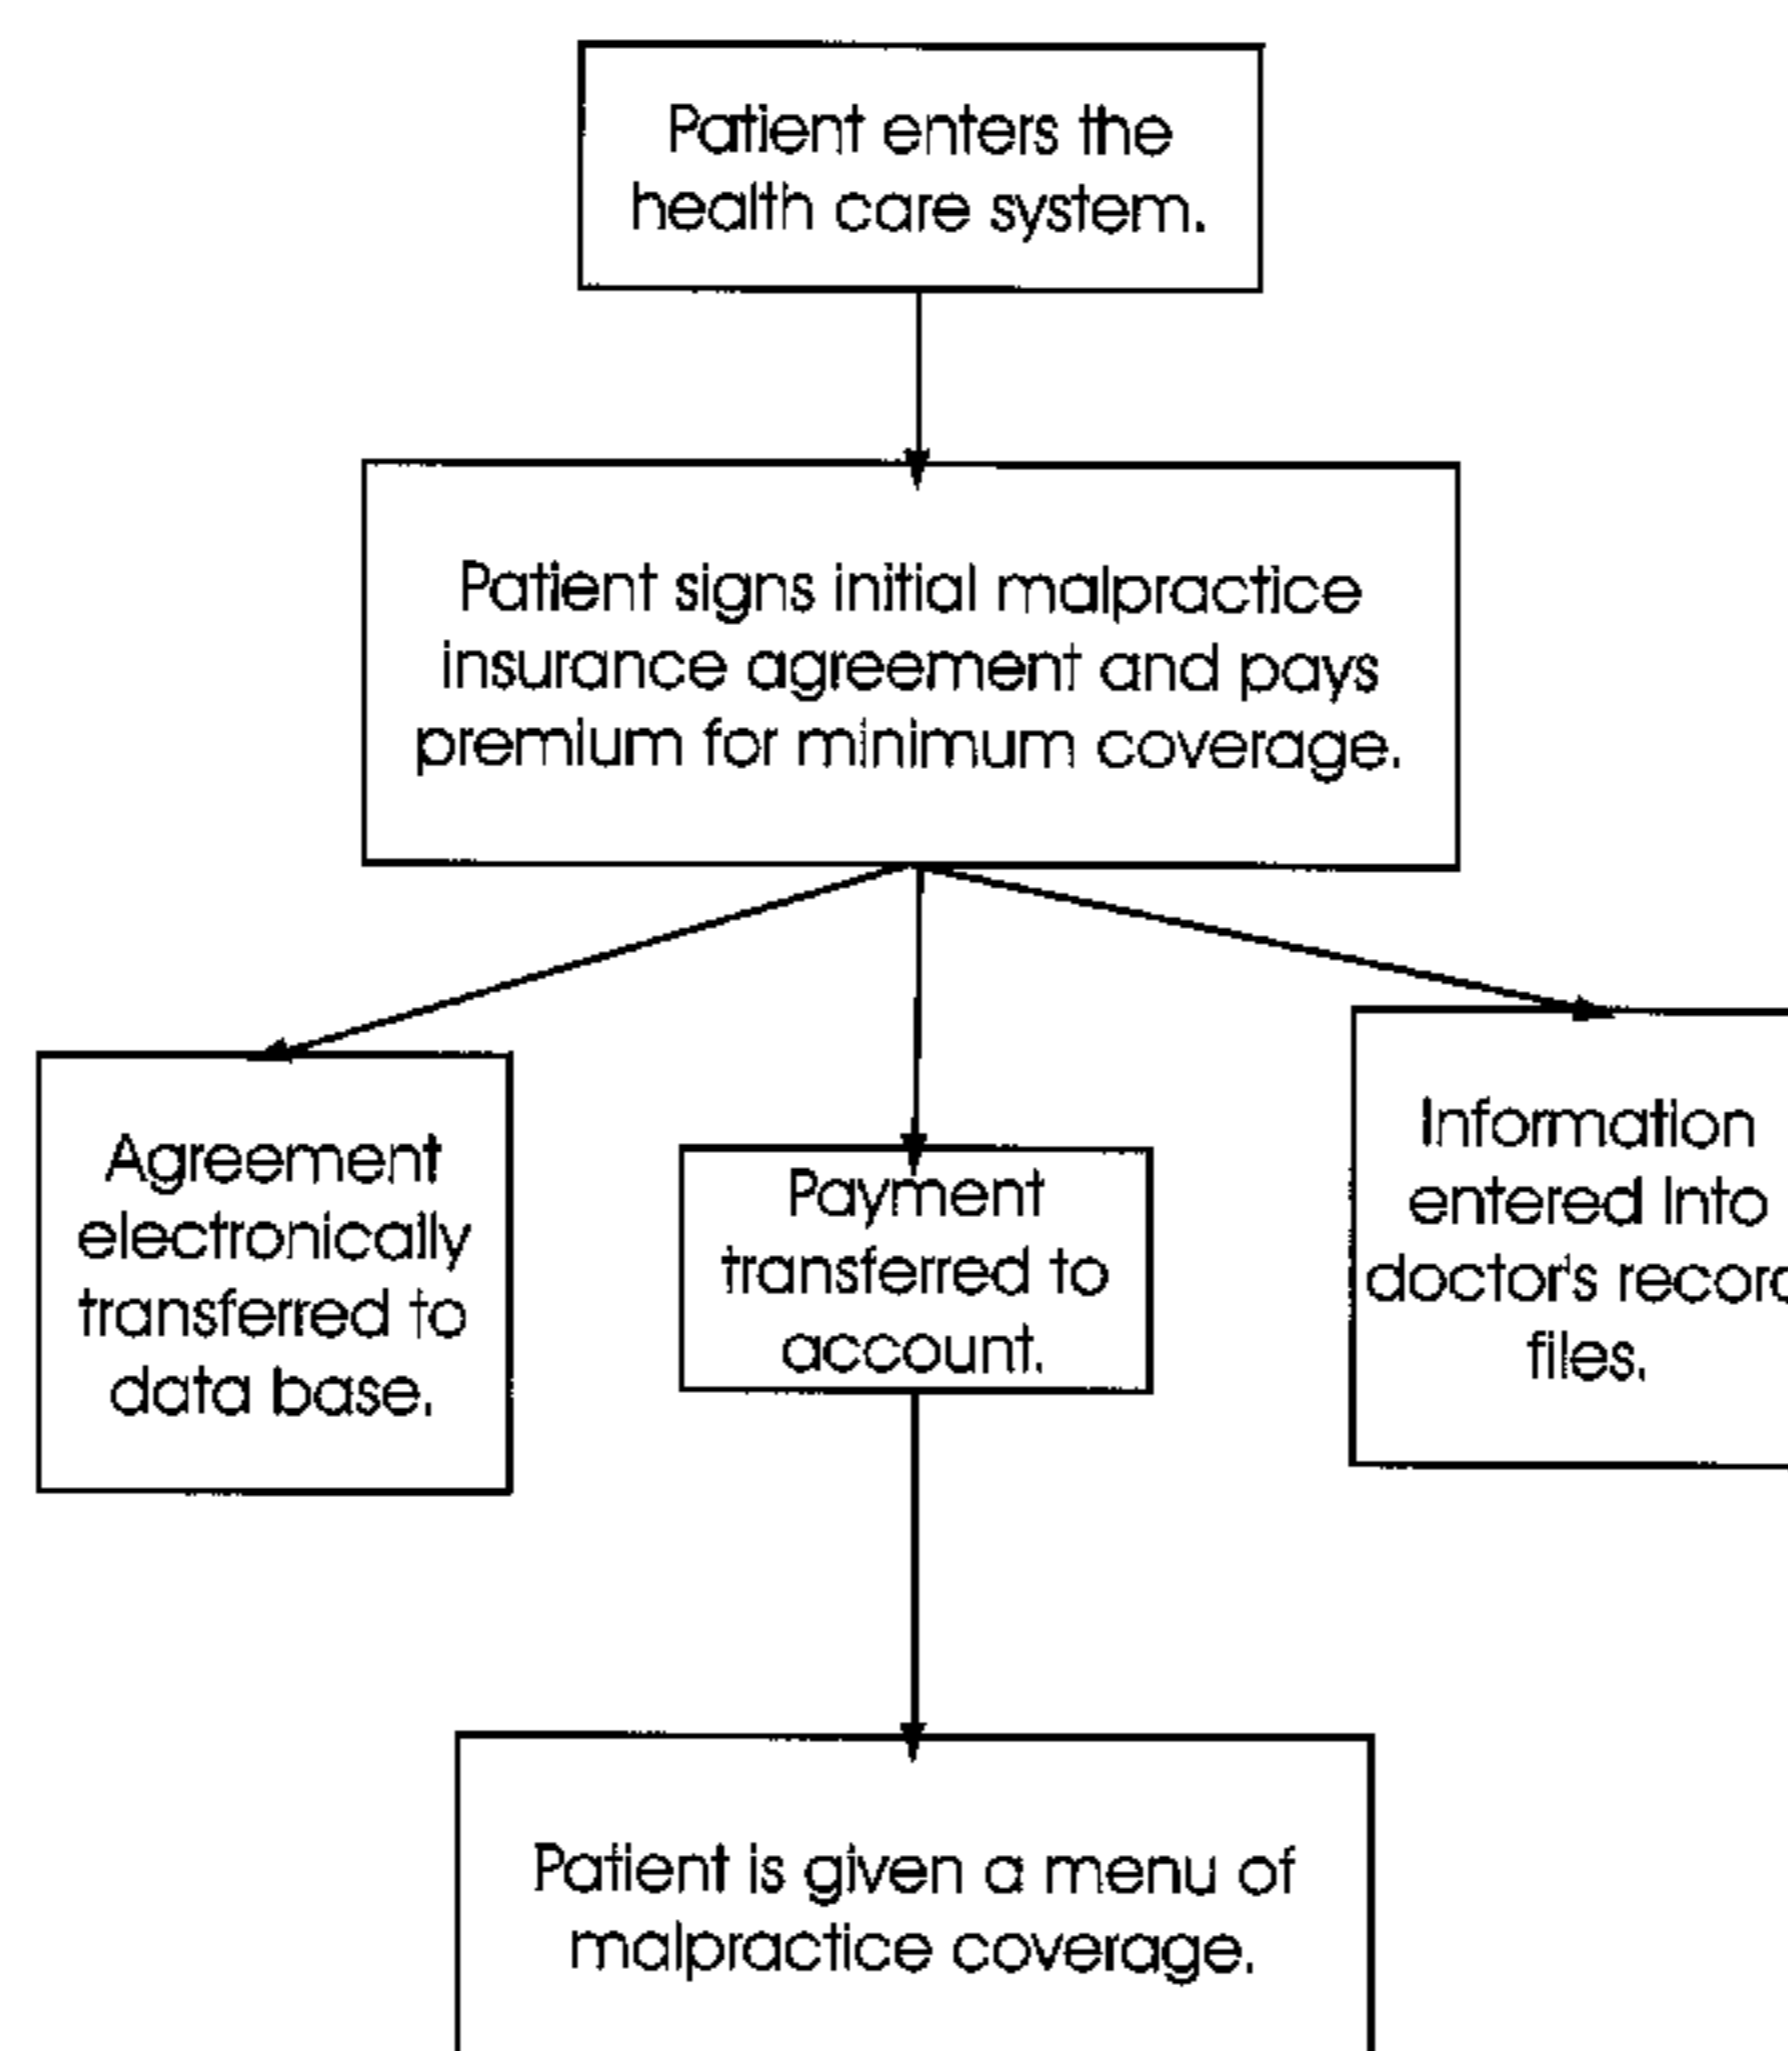 Patient enters the
health care system.
Patient signs initial malpractice
insurance agreement and pays
premium for minimum coverage.
Agreement
electronically
transferred to
data base.
Payment
transferred to
account.
Information
entered into
doctor's record
files.
Patient is given a menu of
malpractice coverage.